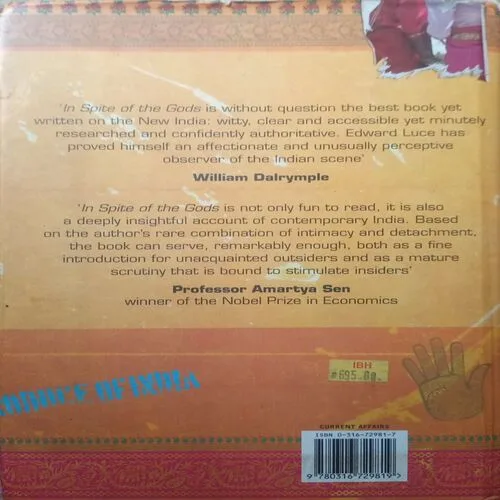 'In Spite of the Gods is without question the best book yet
written on the New India: witty, clear and accessible yet minutely
researched and confidently authoritative. Edward Luce has
proved himself an affectionate and unusually perceptive
observer of the Indian scene'
William Dalrymple
'In Spite of the Gods is not only fun to read, it is also
a deeply insightful account of contemporary India. Based
on the author's rare combination of intimacy and detachment,
the book can serve, remarkably enough, both as a fine
introduction for unacquainted outsiders and as a mature
scrutiny that is bound to stimulate insiders'
Professor Amartya Sen
winner of the Nobel Prize in Economics
IBH
CURRENT AFFAIRS
ISBN 0-316-72981-7
9 780316 729819 >